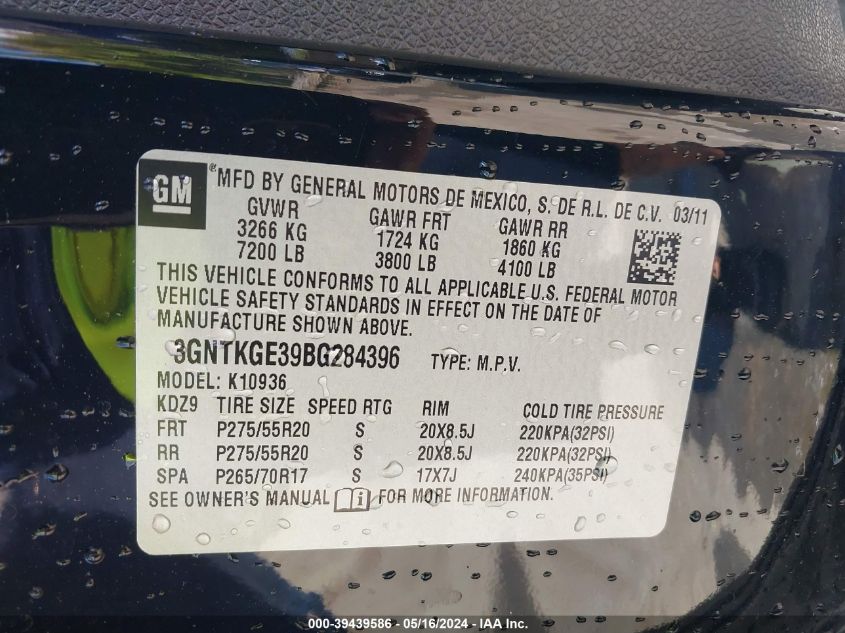 GM ®MFD BY GENERAL MOTORS DE MEXICO, S. DE R.L. DE C.V. 03/11
GVWR GAWR FRT GAWR RR
3266 KG 1724 KG 1860 KG
7200 LB 3800 LB 4100 LB
THIS VEHICLE CONFORMS TO ALL APPLICABLE U.S. FEDERAL MOTOR
VEHICLE SAFETY STANDARDS IN EFFECT ON THE DATE OF
MANUFACTURE SHOWN ABOVE.
3GNTKGE39BG284396 TYPE: M.P.V.
MODEL: K10936
KDZ9 TIRE SIZE SPEED RTG RIM COLD TIRE PRESSURE
FRT P275/55R20 S 20X8.5J 220KPA(32PSI)
RR P275/55R20 S 20X8.5J 220KPA(32PSI)
SPA P265/70R17 S 17X7J 240KPA(35PSI)
SEE OWNER'S MANUAL i FOR MORE INFORMATION.
000-39439586 - 05/16/2024 - IAA Inc.